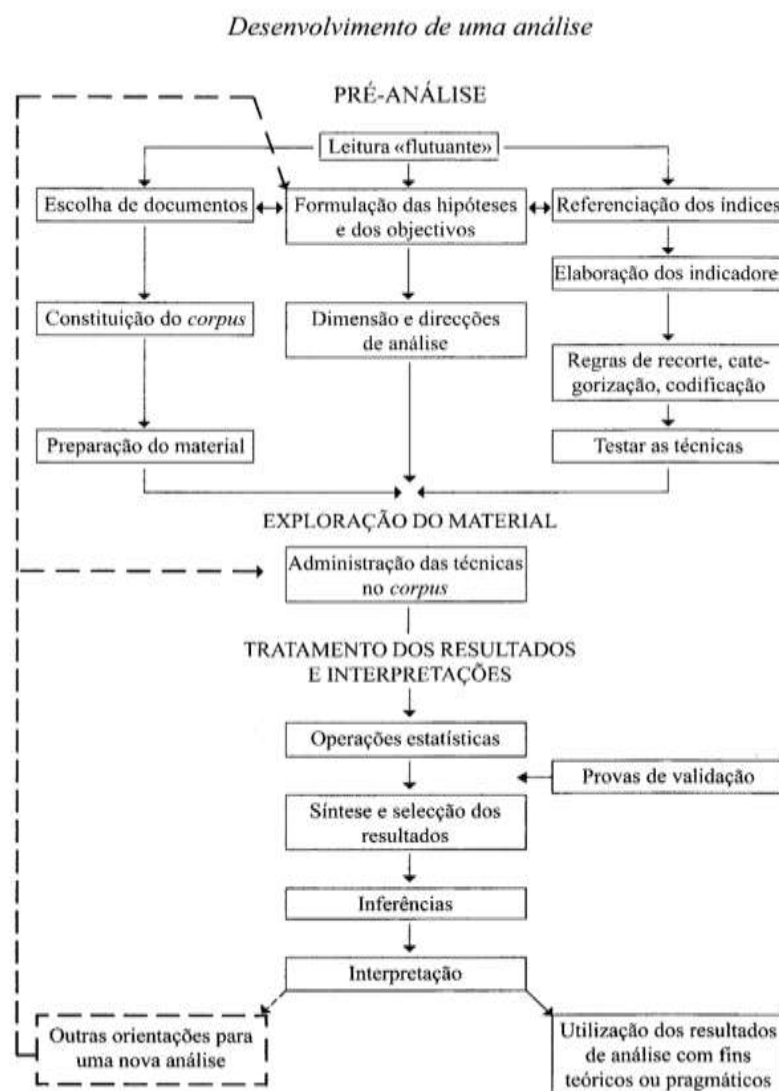 Desenvolvimento de uma análise
PRÉ-ANÁLISE
Leitura «flutuante»
Escolha de documentos
Formulação das hipóteses
e dos objectivos
Referenciação dos índices
Elaboração dos indicadores
Constituição do corpus
Dimensão e direcções
de análise
Regras de recorte, cate-
gorização, codificação
Preparação do material
Testar as técnicas
EXPLORAÇÃO DO MATERIAL
Administração das técnicas
no corpus
TRATAMENTO DOS RESULTADOS
E INTERPRETAÇÕES
Operações estatísticas
Provas de validação
Síntese e selecção dos
resultados
Inferências
Interpretação
Outras orientações para
uma nova análise
Utilização dos resultados
de análise com fins
teóricos ou pragmáticos